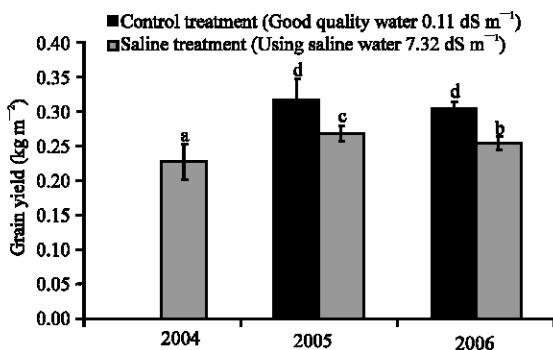 Control treatment (Good quality water 0.11 dS m⁻¹)
Saline treatment (Using saline water 7.32 dS m⁻¹)
Grain yield (kg m⁻²)
0.40
0.35
0.30
0.25
0.20
0.15
0.10
0.05
0.00
a
d
c
d
b
2004
2005
2006